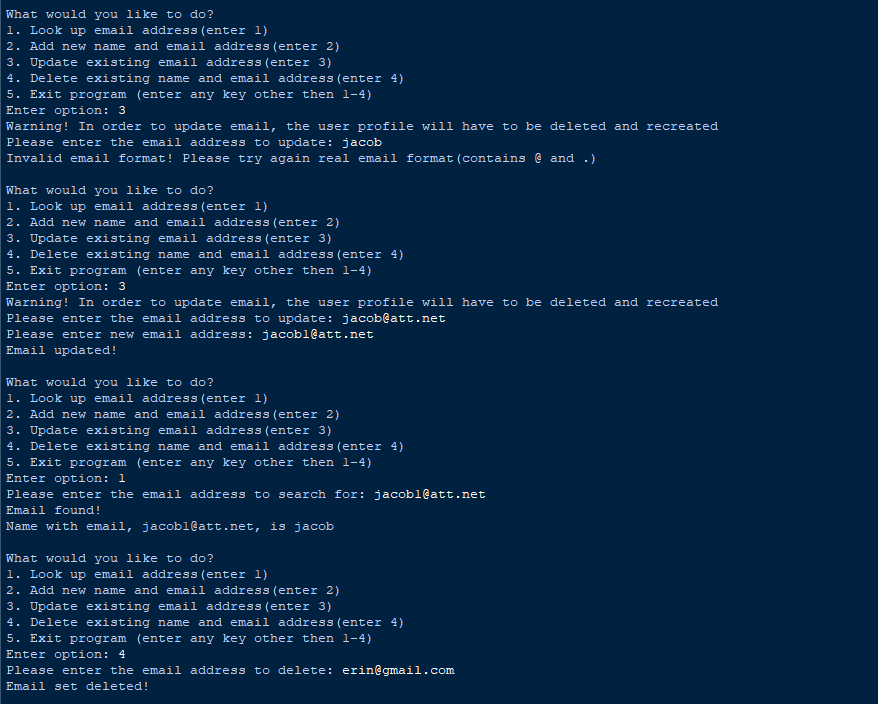 What would you like to do?
1. Look up email address(enter 1)
2. Add new name and email address(enter 2)
3. Update existing email address(enter 3)
4. Delete existing name and email address(enter 4)
5. Exit program (enter any key other then 1-4)
Enter option: 3
Warning! In order to update email, the user profile will have to be deleted and recreated
Please enter the email address to update: jacob
Invalid email format! Please try again real email format(contains @ and .)
What would you like to do?
1. Look up email address(enter 1)
2. Add new name and email address(enter 2)
3. Update existing email address(enter 3)
4. Delete existing name and email address(enter 4)
5. Exit program (enter any key other then 1-4)
Enter option: 3
Warning! In order to update email, the user profile will have to be deleted and recreated
Please enter the email address to update: jacob@att.net
Please enter new email address: jacob1@att.net
Email updated!
What would you like to do?
1. Look up email address(enter 1)
2. Add new name and email address(enter 2)
3. Update existing email address(enter 3)
4. Delete existing name and email address(enter 4)
5. Exit program (enter any key other then 1-4)
Enter option: 1
Please enter the email address to search for: jacob1@att.net
Email found!
Name with email, jacob1@att.net, is jacob
What would you like to do?
1. Look up email address(enter 1)
2. Add new name and email address(enter 2)
3. Update existing email address(enter 3)
4. Delete existing name and email address(enter 4)
5. Exit program (enter any key other then 1-4)
Enter option: 4
Please enter the email address to delete: erin@gmail.com
Email set deleted!